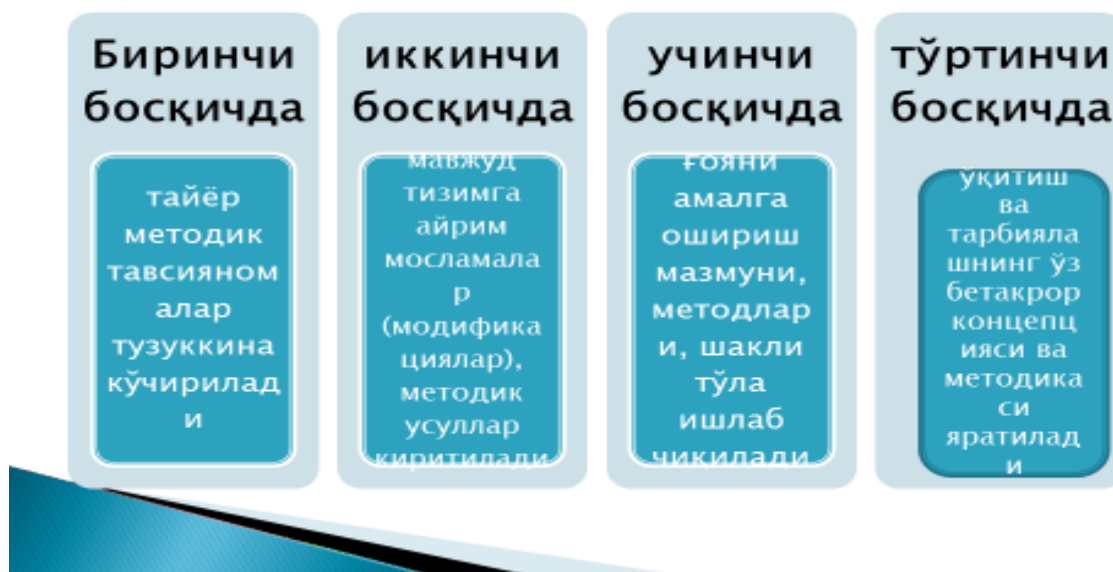 Биринчи
босқичда
тайёр
методик
тавсияном
алар
тузуккина
кўчирилад
и
иккинчи
босқичда
мавжуд
тизимга
айрим
мосламала
р
(модифика
циялар),
методик
усуллар
киритилади
учинчи
босқичда
ғояни
амалга
ошириш
мазмуни,
методлар
и, шакли
тўла
ишлаб
чиқилади
тўртинчи
босқичда
ўқитиш
ва
тарбияла
шнинг ўз
бетакрор
концепц
ияси ва
методика
си
яратилад
и